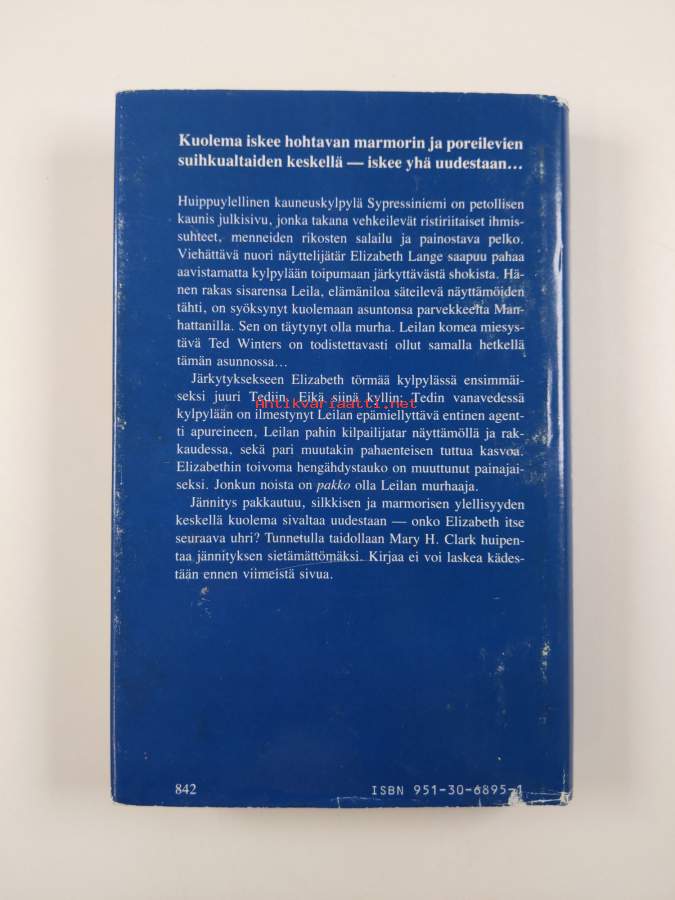 Kuolema iskee hohtavan marmorin ja poreilevien
suihkualtaiden keskellä — iskee yhä uudestaan...
Huippuylellinen kauneuskylpylä Sypressiniemi on petollisen
kaunis julkisivu, jonka takana vehkeilevät ristiriitaiset ihmis-
suhteet, menneiden rikosten salailu ja painostava pelko.
Viehättävä nuori näyttelijätär Elizabeth Lange saapuu pahaa
aavistamatta kylpylään toipumaan järkyttävästä shokista. Hä-
nen rakas sisarensa Leila, elämäniloa säteilevä näyttämöiden
tähti, on syöksynyt kuolemaan asuntonsa parvekkeelta Man-
hattanilla. Sen on täytynyt olla murha. Leilan komea miesys-
tävä Ted Winters on todistettavasti ollut samalla hetkellä
tämän asunnossa...
Järkytyksekseen Elizabeth törmää kylpylässä ensimmäi-
seksi juuri Tediin. Eikä siinä kyllin: Tedin vanavedessä
Antikvariaatti.net
kylpylään on ilmestynyt Leilan epämiellyttävä entinen agent-
ti apureineen, Leilan pahin kilpailijatar näyttämöllä ja rak-
kaudessa, sekä pari muutakin pahaenteisen tuttua kasvoa.
Elizabethin toivoma hengähdystauko on muuttunut painajai-
seksi. Jonkun noista on pakko olla Leilan murhaaja.
Jännitys pakkautuu, silkkisen ja marmorisen ylellisyyden
keskellä kuolema sivaltaa uudestaan — onko Elizabeth itse
seuraava uhri? Tunnetulla taidollaan Mary H. Clark huipen-
taa jännityksen sietämättömäksi. Kirjaa ei voi laskea kädes-
tään ennen viimeistä sivua.
842
ISBN 951-30-6895-1